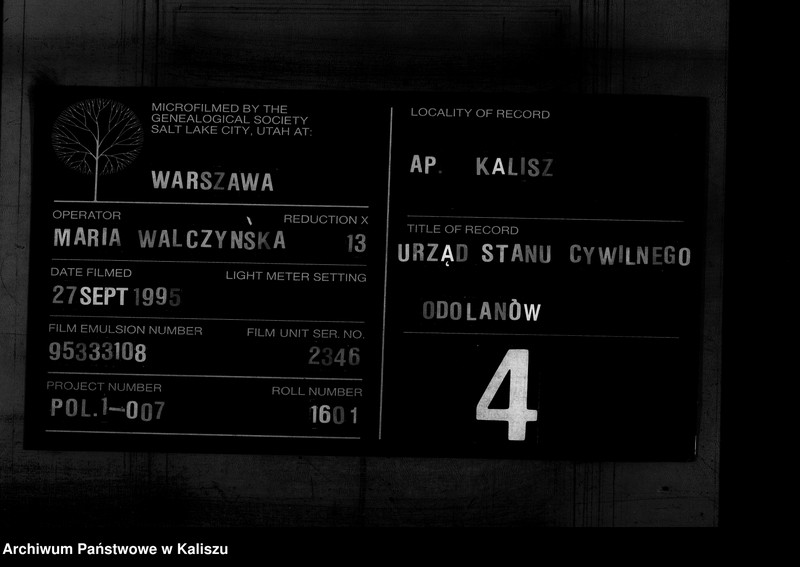 MICROFILMED BY THE
GENEALOGICAL SOCIETY
SALT LAKE CITY, UTAH AT:
WARSZAWA
OPERATOR
REDUCTION X
MARIA WALCZYŃSKA
13
DATE FILMED
LIGHT METER SETTING
27 SEPT 1995
FILM EMULSION NUMBER
FILM UNIT SER. NO.
95333108
2346
PROJECT NUMBER
ROLL NUMBER
POL.1-007
1601
LOCALITY OF RECORD
AP. KALISZ
TITLE OF RECORD
URZĄD STANU CYWILNEGO
ODOLANÒW
4
Archiwum Państwowe w Kaliszu